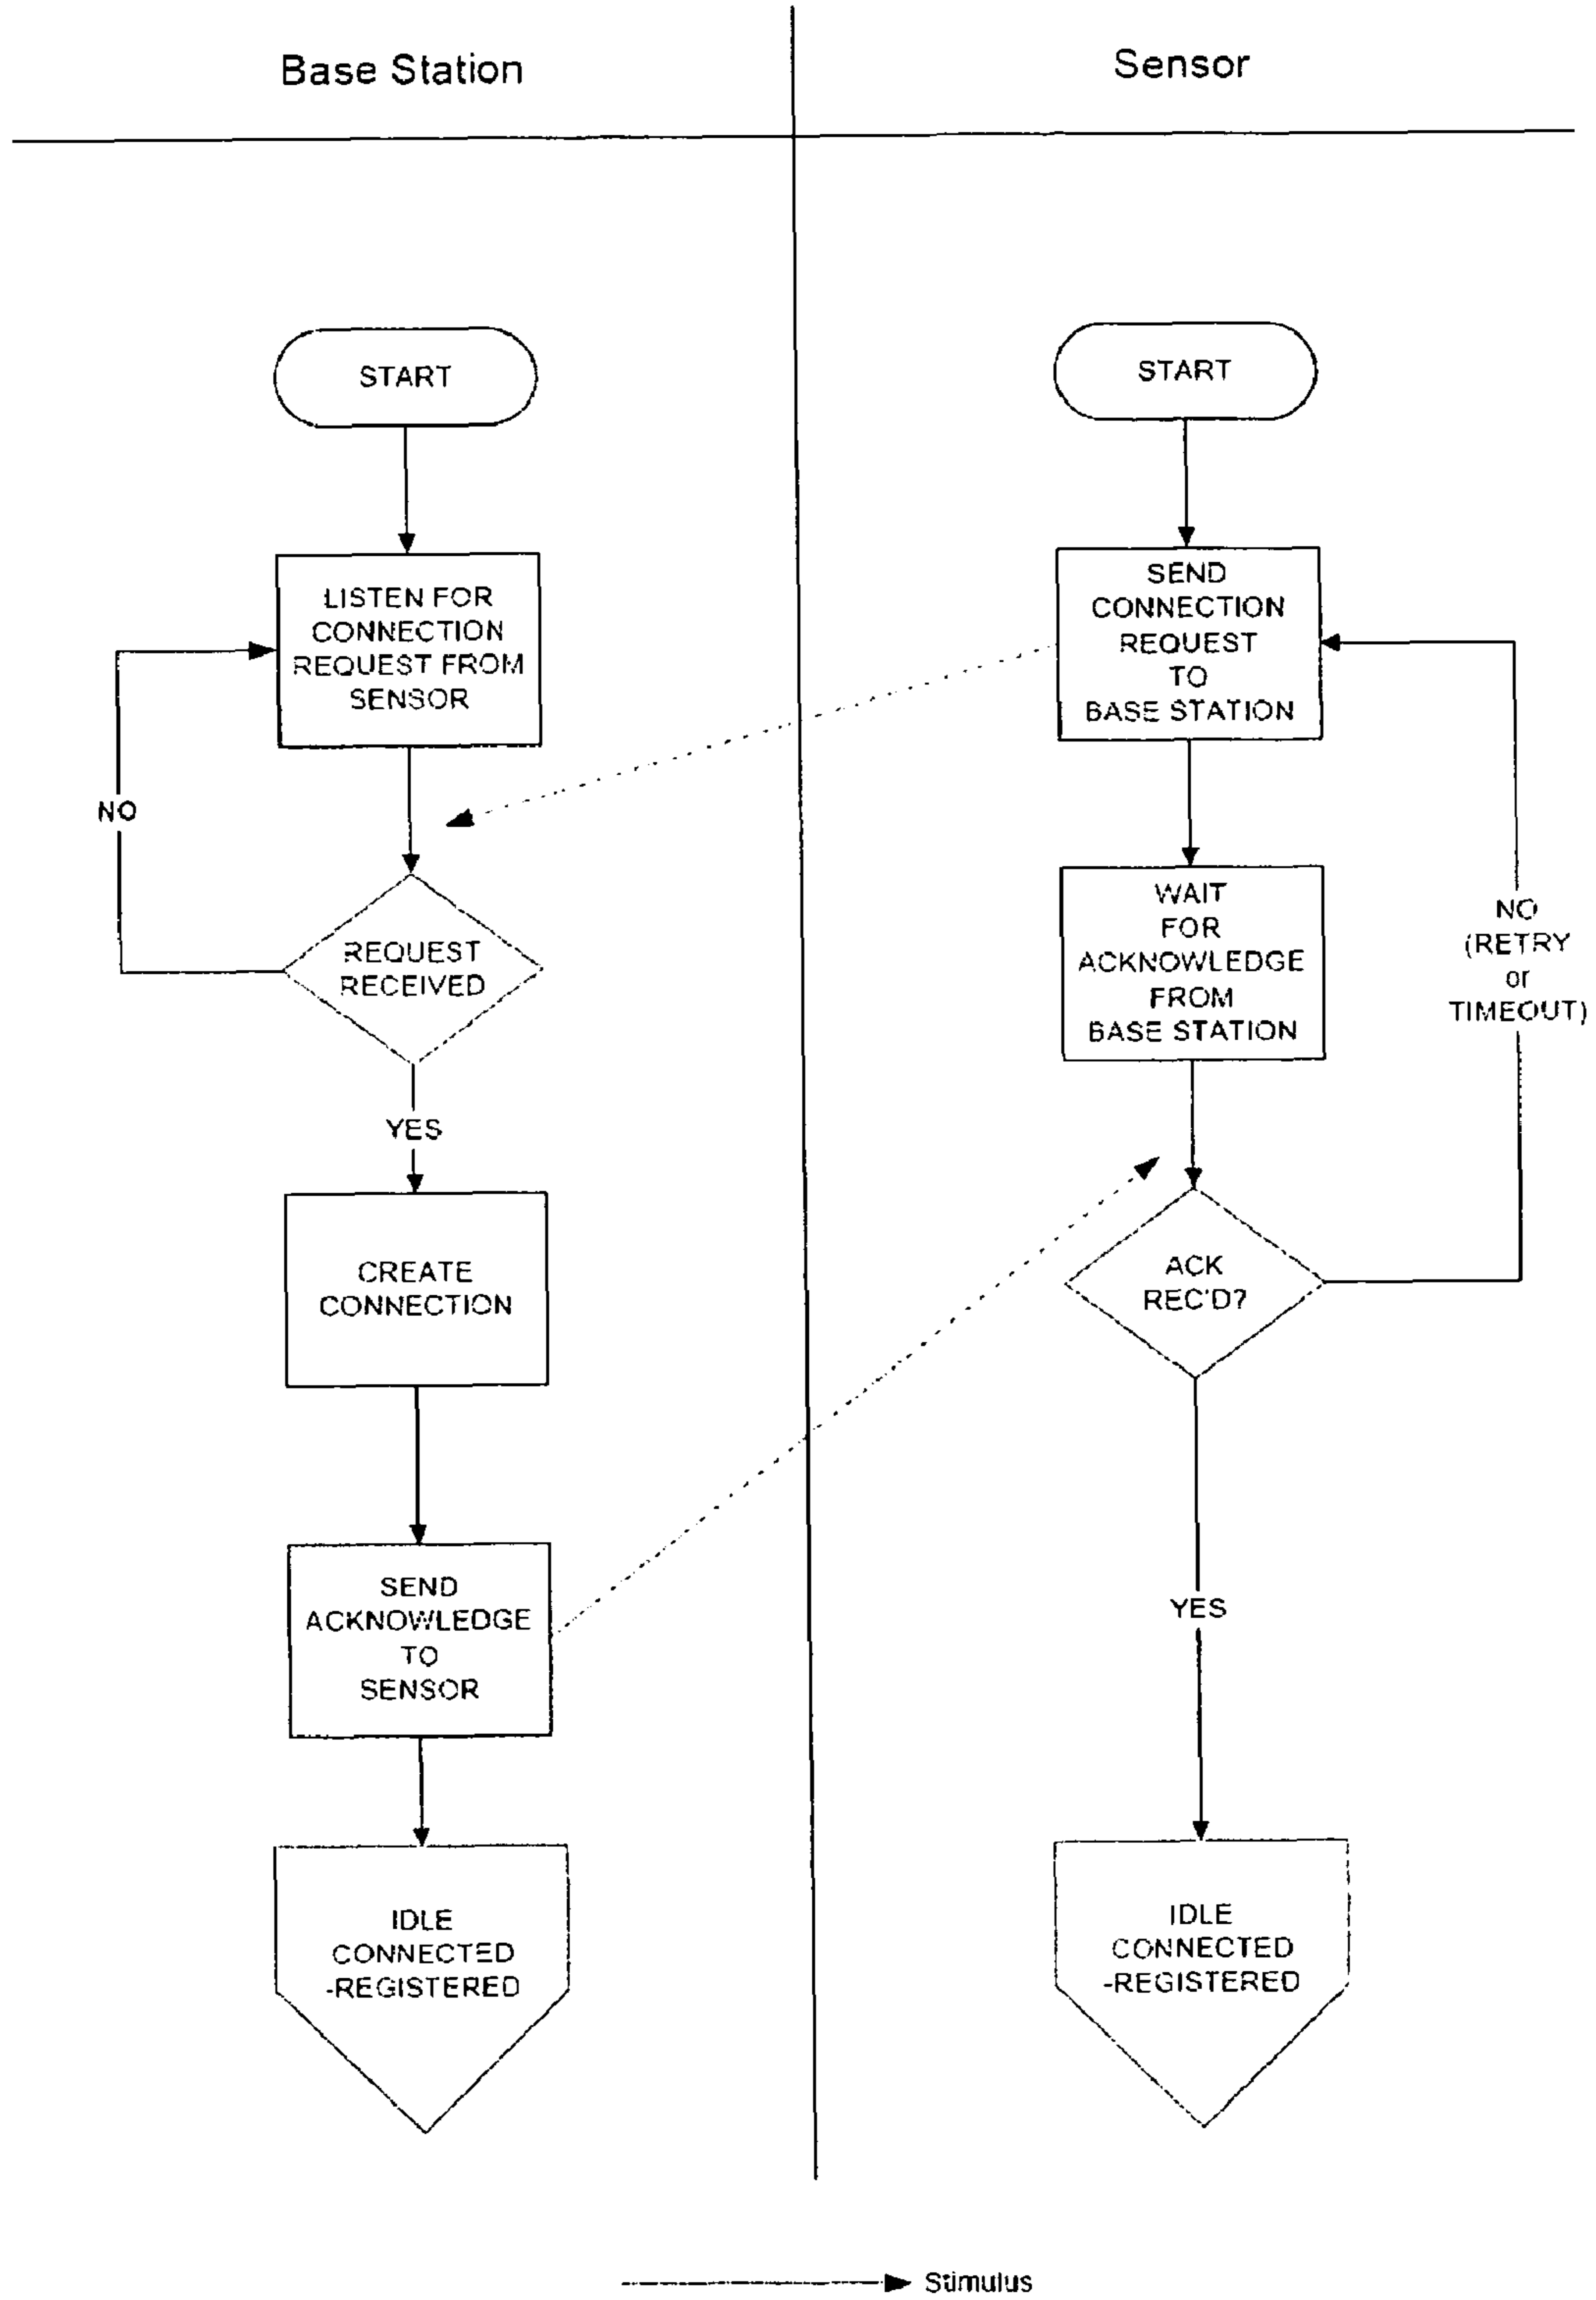 Base Station
Sensor
START
LISTEN FOR
CONNECTION
REQUEST FROM
SENSOR
NO
REQUEST
RECEIVED
YES
CREATE
CONNECTION
SEND
ACKNOWLEDGE
TO
SENSOR
IDLE
CONNECTED
-REGISTERED
START
SEND
CONNECTION
REQUEST
TO
BASE STATION
WAIT
FOR
ACKNOWLEDGE
FROM
BASE STATION
NO
(RETRY
or
TIMEOUT)
ACK
REC'D?
YES
IDLE
CONNECTED
-REGISTERED
Stimulus